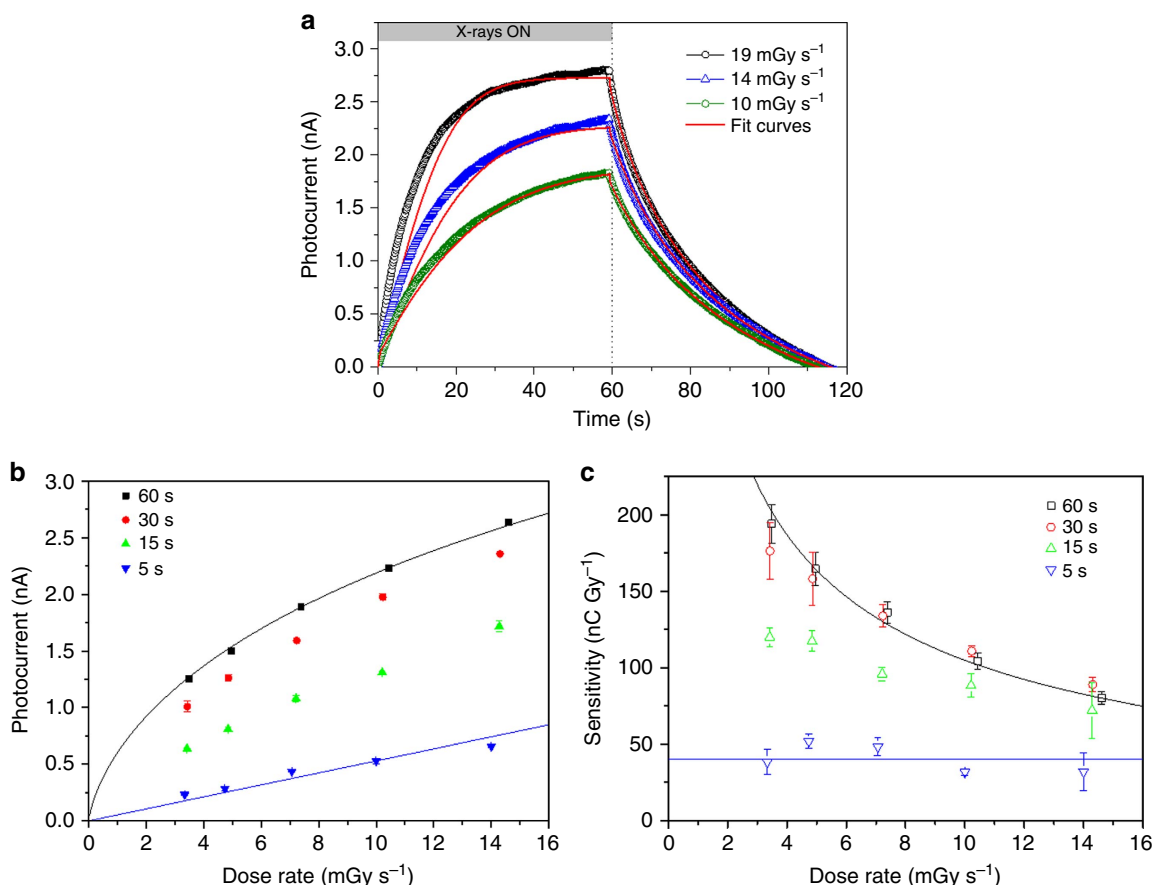 a
X-rays ON
3.0
2.5
2.0
1.5
1.0
0.5
0.0
Photocurrent (nA)
19 mGy s⁻¹
14 mGy s⁻¹
10 mGy s⁻¹
Fit curves
0 20 40 60 80 100 120
Time (s)
b
3.0
2.5
2.0
1.5
1.0
0.5
0.0
Photocurrent (nA)
60 s
30 s
15 s
5 s
0 2 4 6 8 10 12 14 16
Dose rate (mGy s⁻¹)
c
200
150
100
50
0
Sensitivity (nC Gy⁻¹)
60 s
30 s
15 s
5 s
0 2 4 6 8 10 12 14 16
Dose rate (mGy s⁻¹)